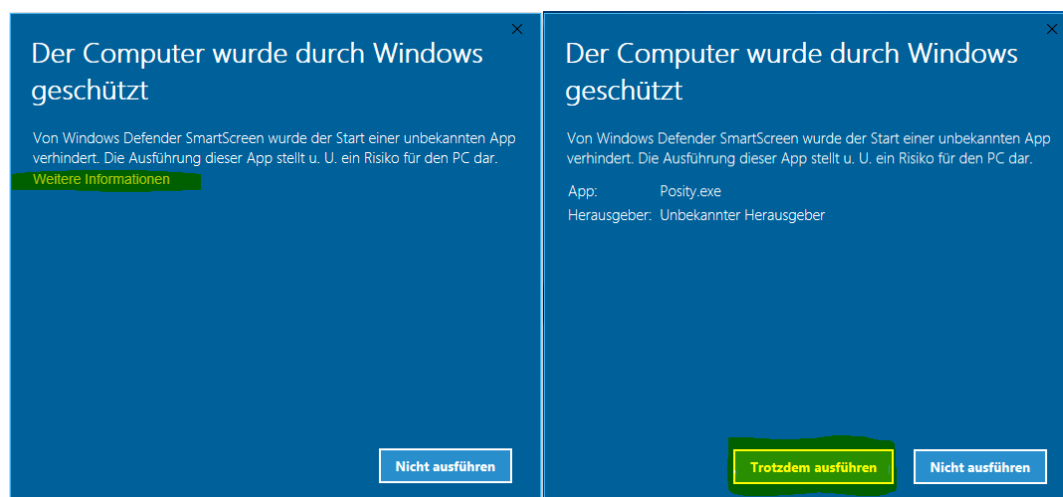 Der Computer wurde durch Windows
geschützt
Von Windows Defender SmartScreen wurde der Start einer unbekannten App
verhindert. Die Ausführung dieser App stellt u. U. ein Risiko für den PC dar.
Weitere Informationen
Nicht ausführen
Der Computer wurde durch Windows
geschützt
Von Windows Defender SmartScreen wurde der Start einer unbekannten App
verhindert. Die Ausführung dieser App stellt u. U. ein Risiko für den PC dar.
App: Posity.exe
Herausgeber: Unbekannter Herausgeber
Trotzdem ausführen Nicht ausführen